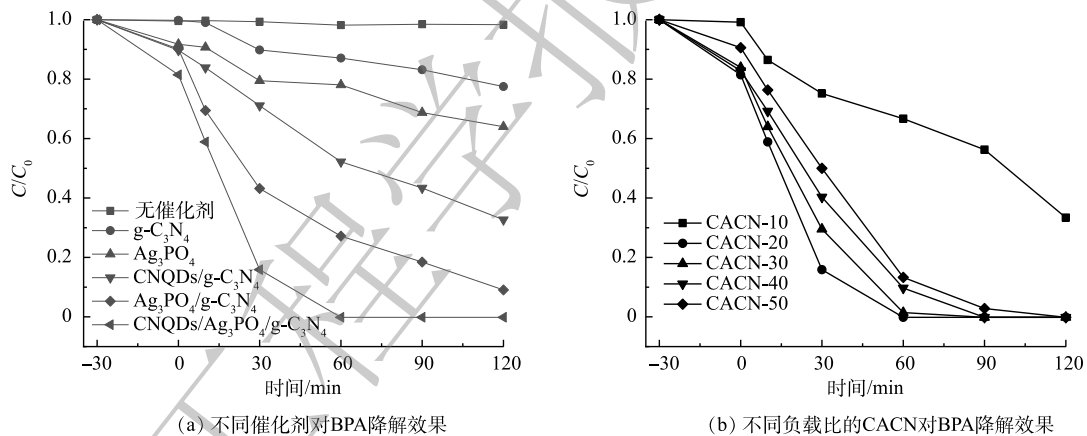 1.0
0.8
0.6
0.4
0.2
0
C/C₀
无催化剂
g-C₃N₄
Ag₃PO₄
CNQDs/g-C₃N₄
Ag₃PO₄/g-C₃N₄
CNQDs/Ag₃PO₄/g-C₃N₄
−30 0 30 60 90 120
时间/min
(a) 不同催化剂对BPA降解效果
1.0
0.8
0.6
0.4
0.2
0
C/C₀
CACN-10
CACN-20
CACN-30
CACN-40
CACN-50
−30 0 30 60 90 120
时间/min
(b) 不同负载比的CACN对BPA降解效果
工程学报